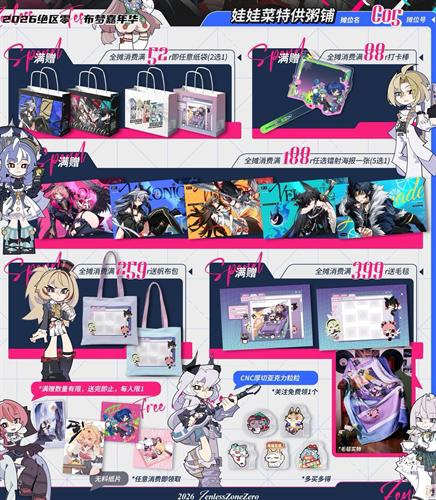 2026绝区零 布梦嘉年华
娃娃菜特供粥铺 摊位名 C05 摊位号
满赠 全摊消费满52r即任意纸袋(2选1)
满赠 全摊消费满88r打卡棒
满赠 全摊消费满188r任选镭射海报一张(5选1)
满赠 全摊消费满259r送帆布包
满赠 全摊消费满399r送毛毯
*满赠数量有限，送完即止，每人限1
Free
无料纸片 *任意消费即领取
CNC厚切亚克力粒粒
*关注免费领1个
*多买多得
*毛毯实物
2026 ZenlessZoneZero